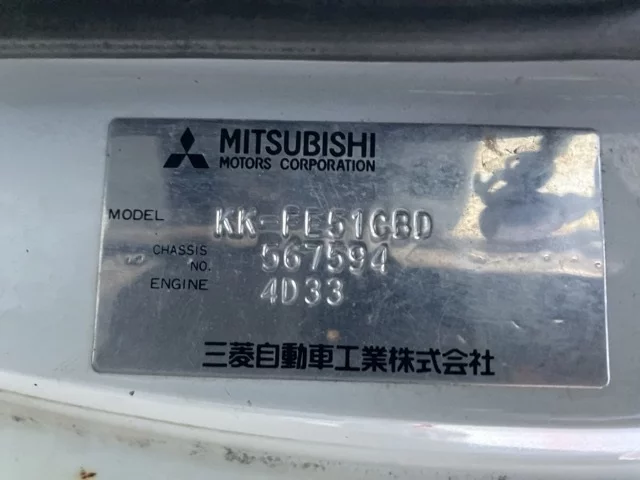 MITSUBISHI
MOTORS CORPORATION
MODEL KK-FE51CBD
CHASSIS NO. 567594
ENGINE 4D33
三菱自動車工業株式会社